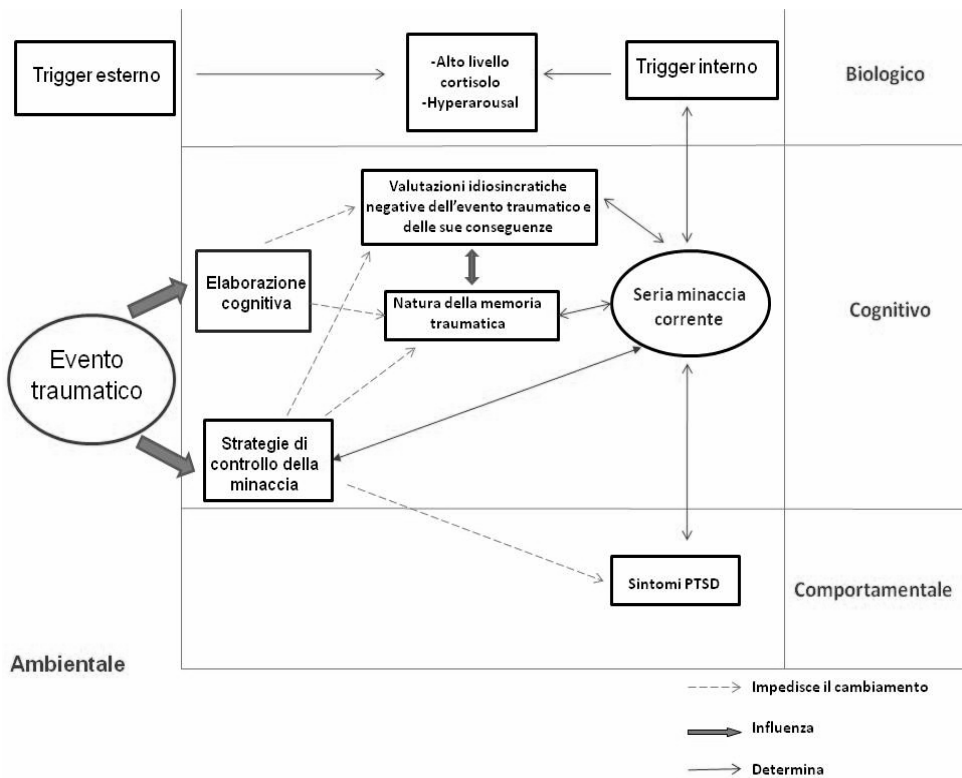 Trigger esterno
-Alto livello
cortisolo
-Hyperarousal
Trigger interno
Biologico
Valutazioni idiosincratiche
negative dell'evento traumatico e
delle sue conseguenze
Elaborazione
cognitiva
Natura della memoria
traumatica
Seria minaccia
corrente
Cognitivo
Evento
traumatico
Strategie di
controllo della
minaccia
Sintomi PTSD
Comportamentale
Ambientale
Impedisce il cambiamento
Influenza
Determina